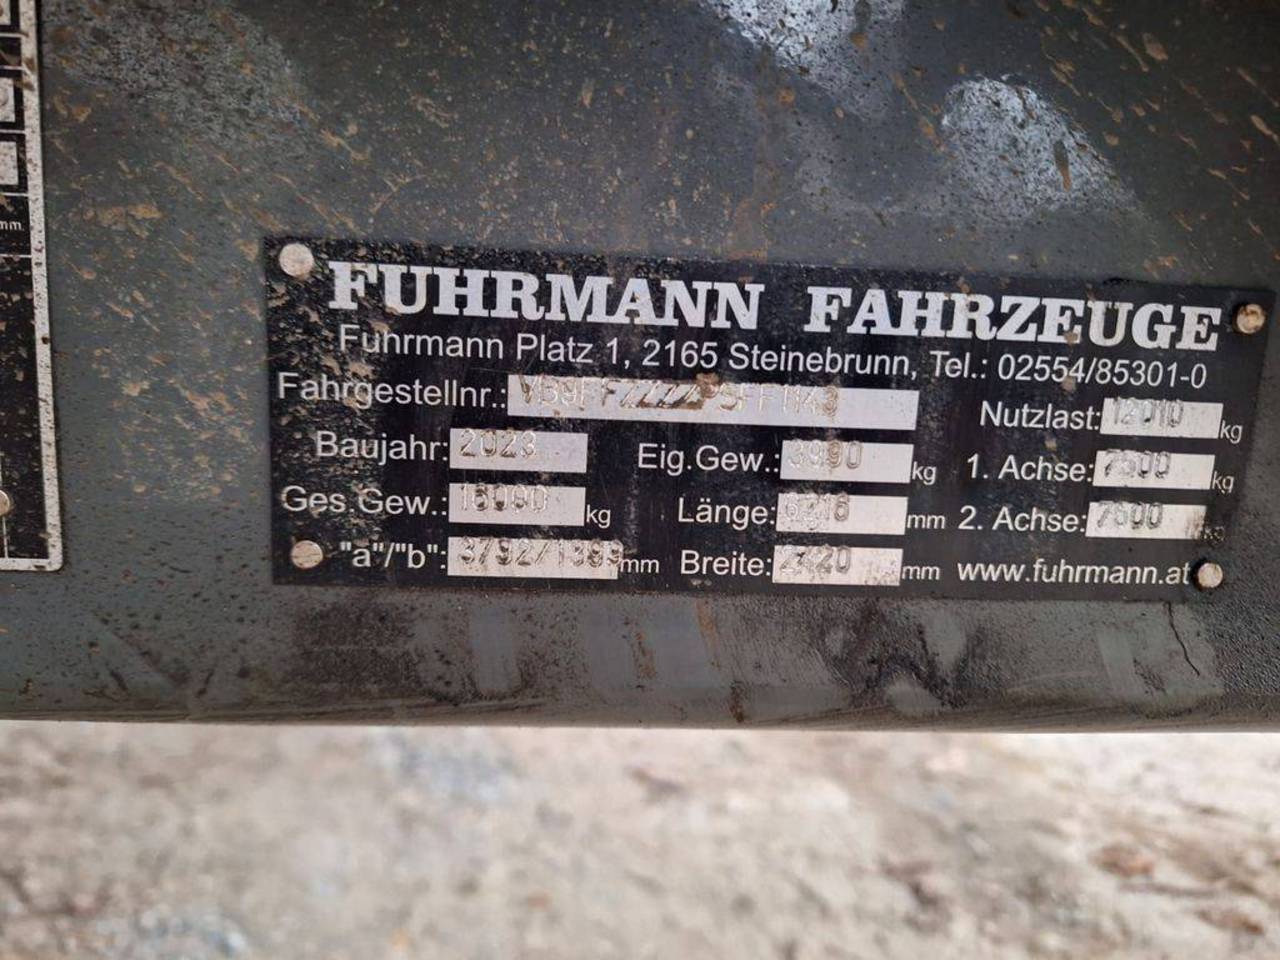 FUHRMANN FAHRZEUGE
Fuhrmann Platz 1, 2165 Steinebrunn, Tel.: 02554/85301-0
Fahrgestellnr.: Nutzlast: 12010 kg
Baujahr: 2023 Eig.Gew.: 3990 kg 1. Achse: kg
Ges.Gew.: 16000 kg Länge: mm 2. Achse: kg
"a"/"b": 3792/1399 mm Breite: mm www.fuhrmann.at
mm